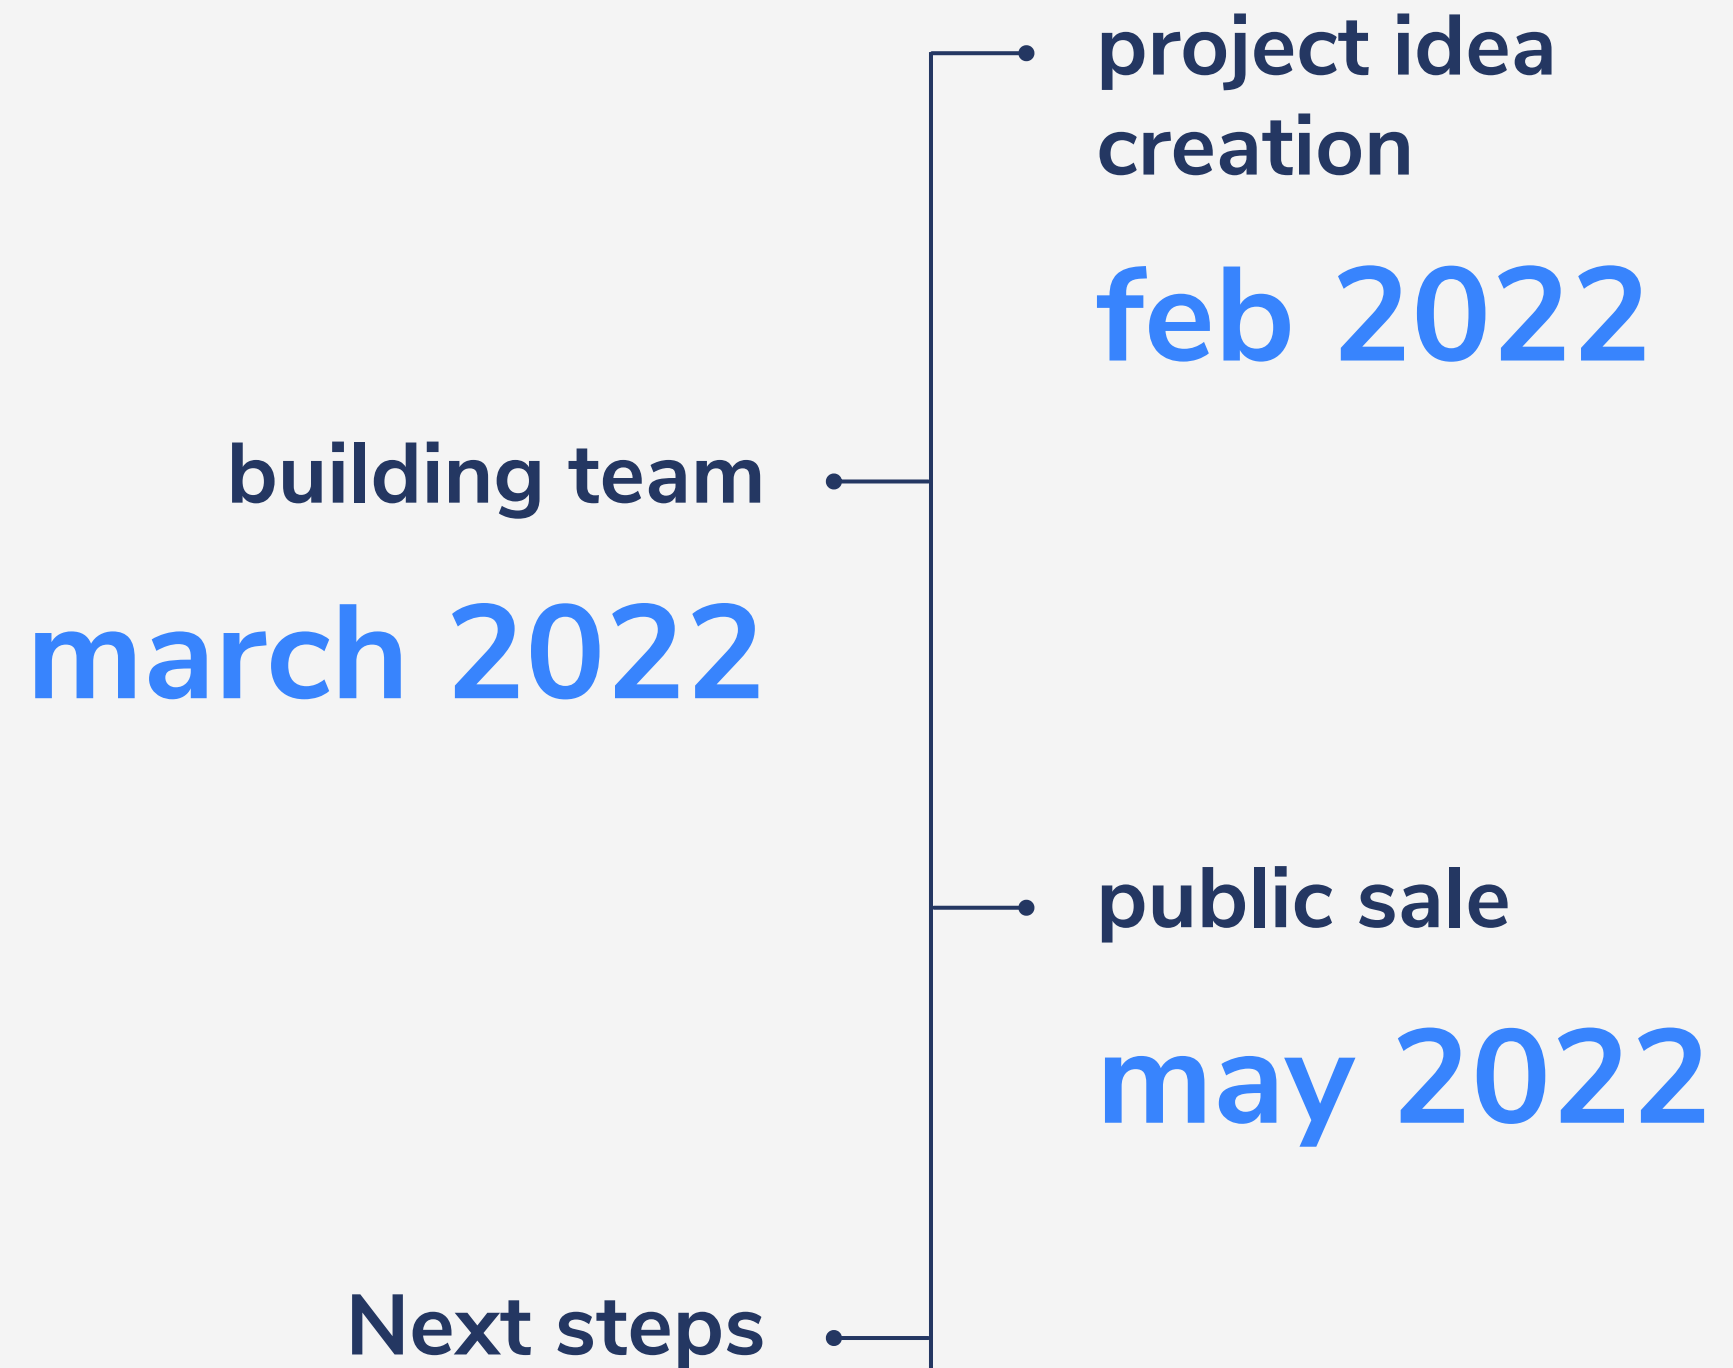 project idea
creation
feb 2022
building team
march 2022
public sale
may 2022
Next steps